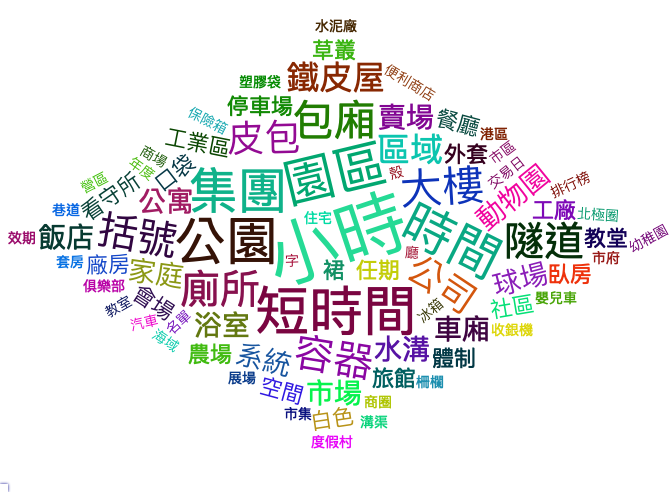 水泥廠
草叢
鐵皮屋
便利商店
塑膠袋
停車場
包廂
賣場
餐廳
保險箱
皮包
港區
工業區
區域
外套
市區
商場
口袋
園區
殼
交易日
年度
集團
大樓
動物園
排行榜
營區
看守所
公寓
小時
住宅
工廠
北極圈
巷道
括號
公園
時間
隧道
教堂
幼稚園
效期
飯店
廳
市府
套房
廠房
家庭
廁所
字
裙
任期
公司
球場
臥房
俱樂部
會場
名單
短時間
冰箱
社區
嬰兒車
教室
汽車
浴室
車廂
收銀機
海域
農場
系統
容器
水溝
體制
展場
空間
市場
旅館
柵欄
市集
白色
商圈
溝渠
度假村